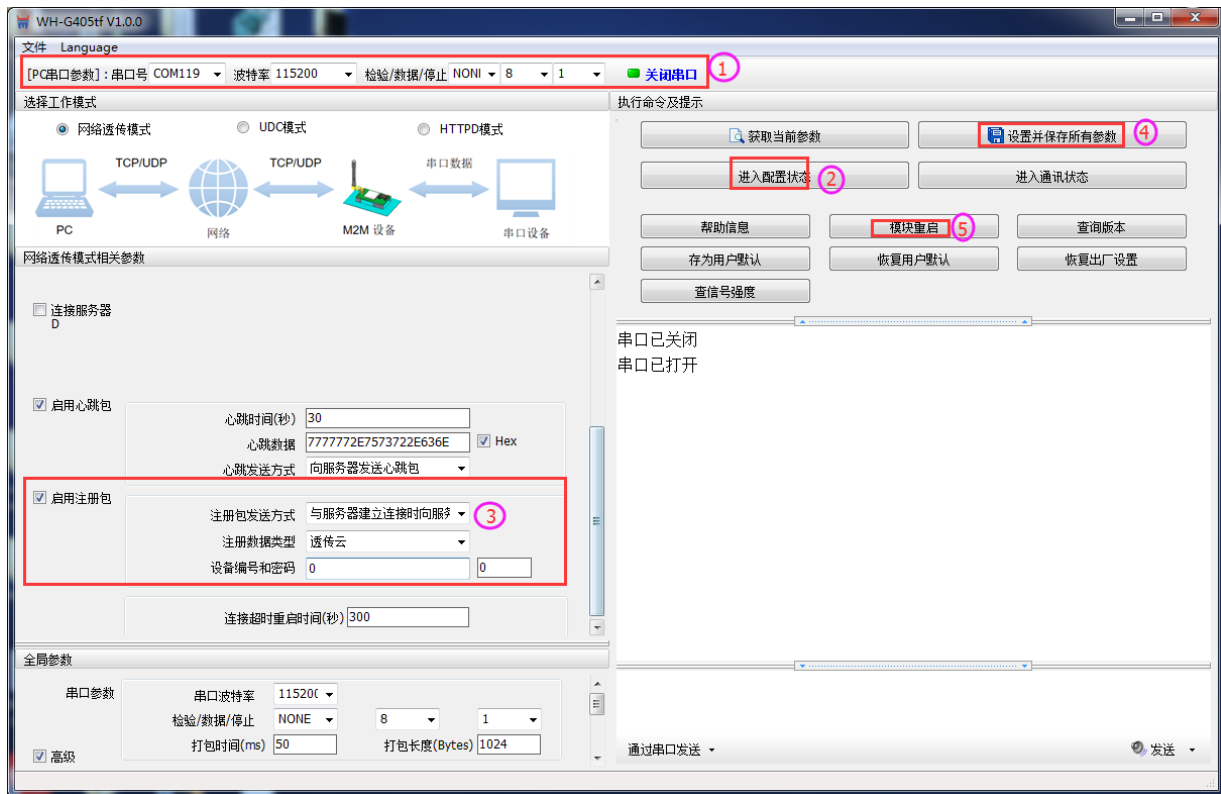 WH-G405tf V1.0.0
文件 Language
[PC串口参数]：串口号 COM119 波特率 115200 检验/数据/停止 NONI 8 1 关闭串口 ①
选择工作模式
网络透传模式 UDC模式 HTTPD模式
TCP/UDP TCP/UDP 串口数据
PC 网络 M2M 设备 串口设备
网络透传模式相关参数
连接服务器
D
启用心跳包
心跳时间(秒) 30
心跳数据 7777772E7573722E636E Hex
心跳发送方式 向服务器发送心跳包
启用注册包
注册包发送方式 与服务器建立连接时向服务 ③
注册数据类型 透传云
设备编号和密码 0 0
连接超时重启时间(秒) 300
全局参数
串口参数 串口波特率 11520(
检验/数据/停止 NONE 8 1
打包时间(ms) 50 打包长度(Bytes) 1024
高级
执行命令及提示
获取当前参数 设置并保存所有参数 ④
进入配置状态 ② 进入通讯状态
帮助信息 模块重启 ⑤ 查询版本
存为用户默认 恢复用户默认 恢复出厂设置
查信号强度
串口已关闭
串口已打开
通过串口发送 发送